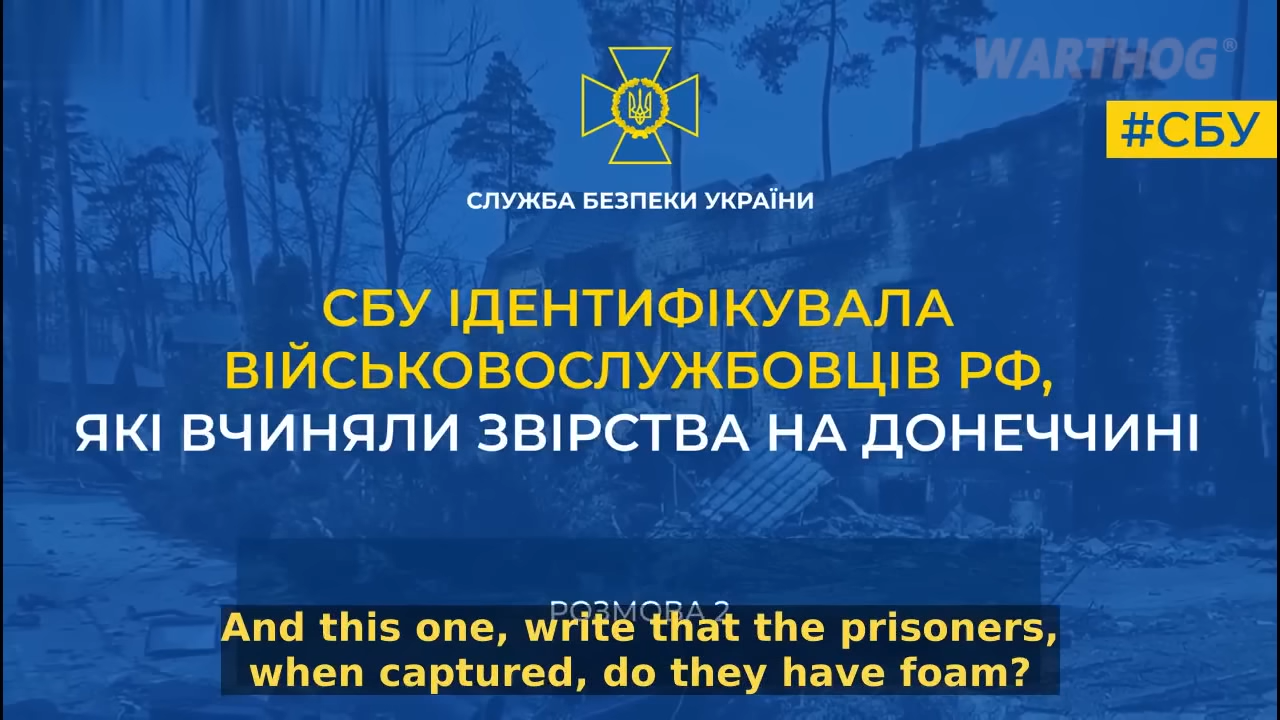 WARTHOG®
#СБУ
СЛУЖБА БЕЗПЕКИ УКРАЇНИ
СБУ ІДЕНТИФІКУВАЛА
ВІЙСЬКОВОСЛУЖБОВЦІВ РФ,
ЯКІ ВЧИНЯЛИ ЗВІРСТВА НА ДОНЕЧЧИНІ
РОЗМОВА 2
And this one, write that the prisoners,
when captured, do they have foam?